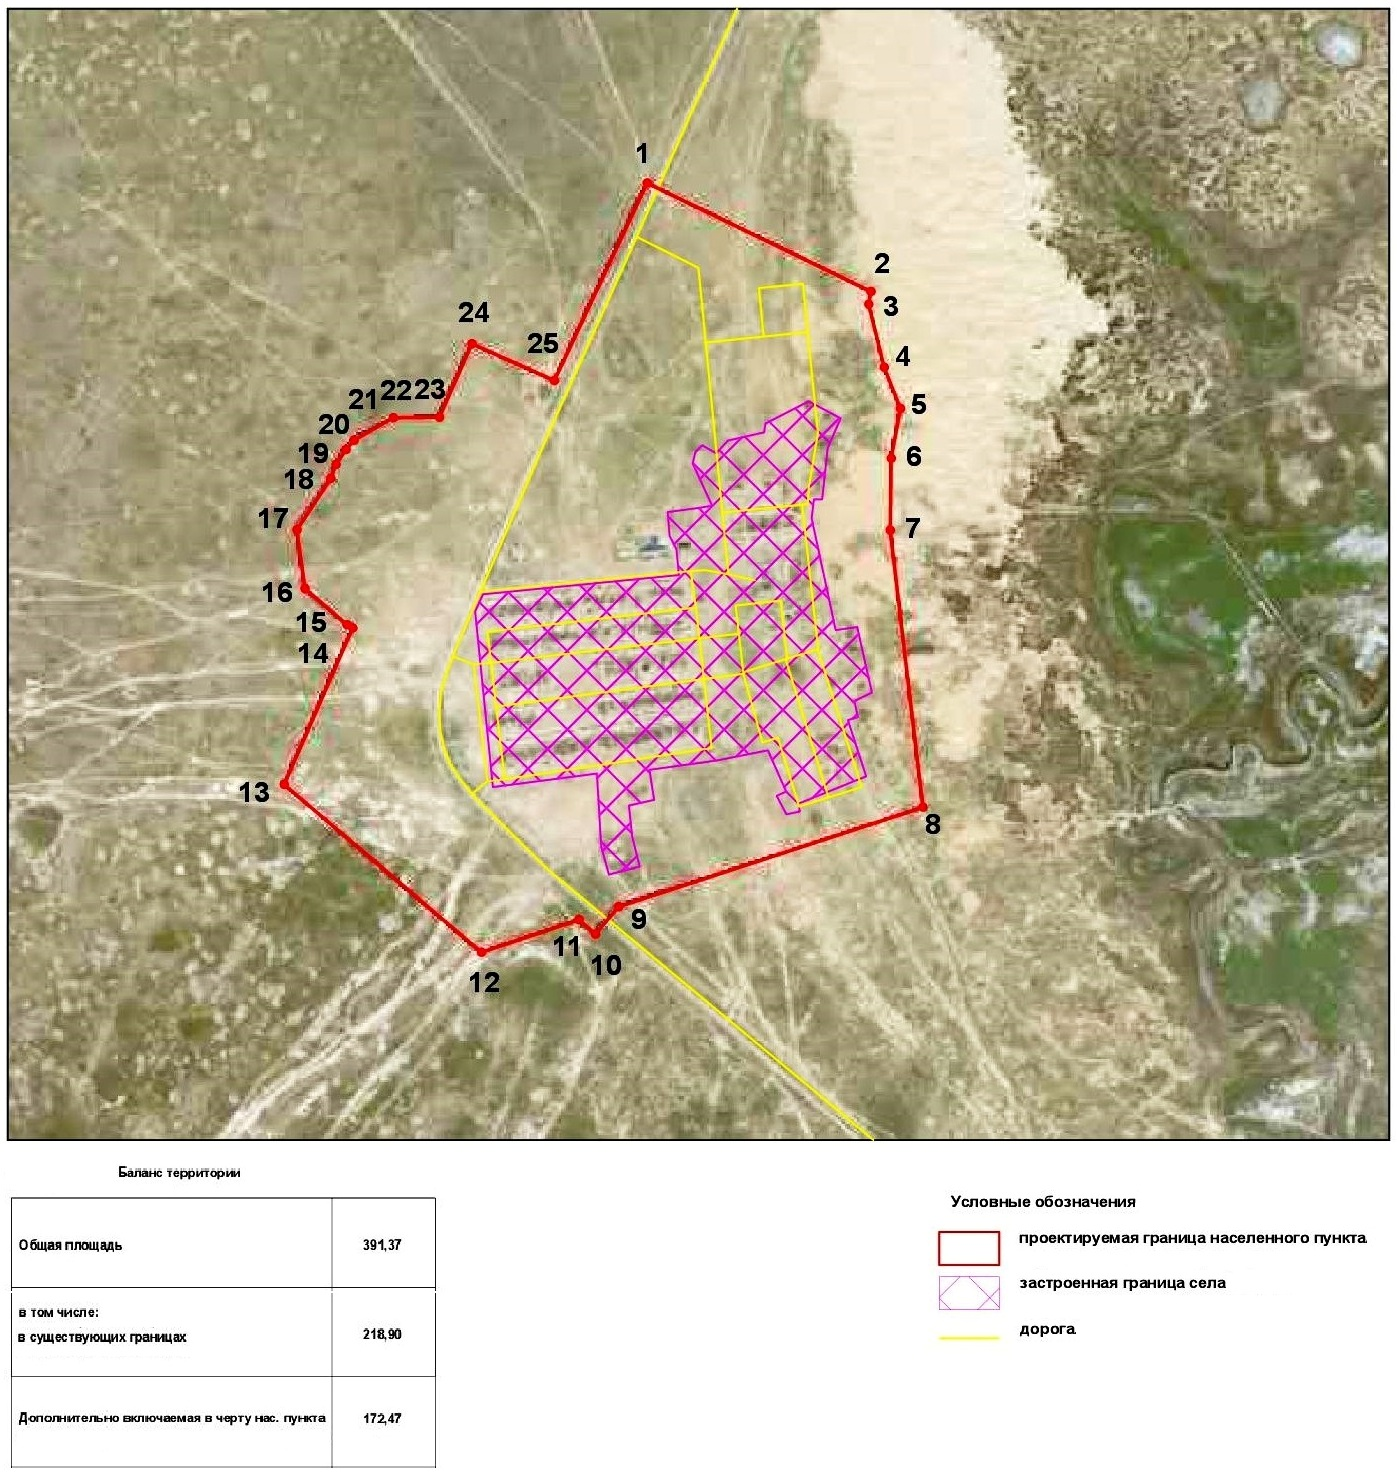 1
2
3
24
25
4
21
22
23
5
20
19
6
18
17
7
16
15
14
13
8
9
11
10
12
Баланс территории
Общая площадь 391,37
в том числе:
в существующих границах 218,90
Дополнительно включаемая в черту нас. пункта 172,47
Условные обозначения
проектируемая граница населенного пункта
застроенная граница села
дорога